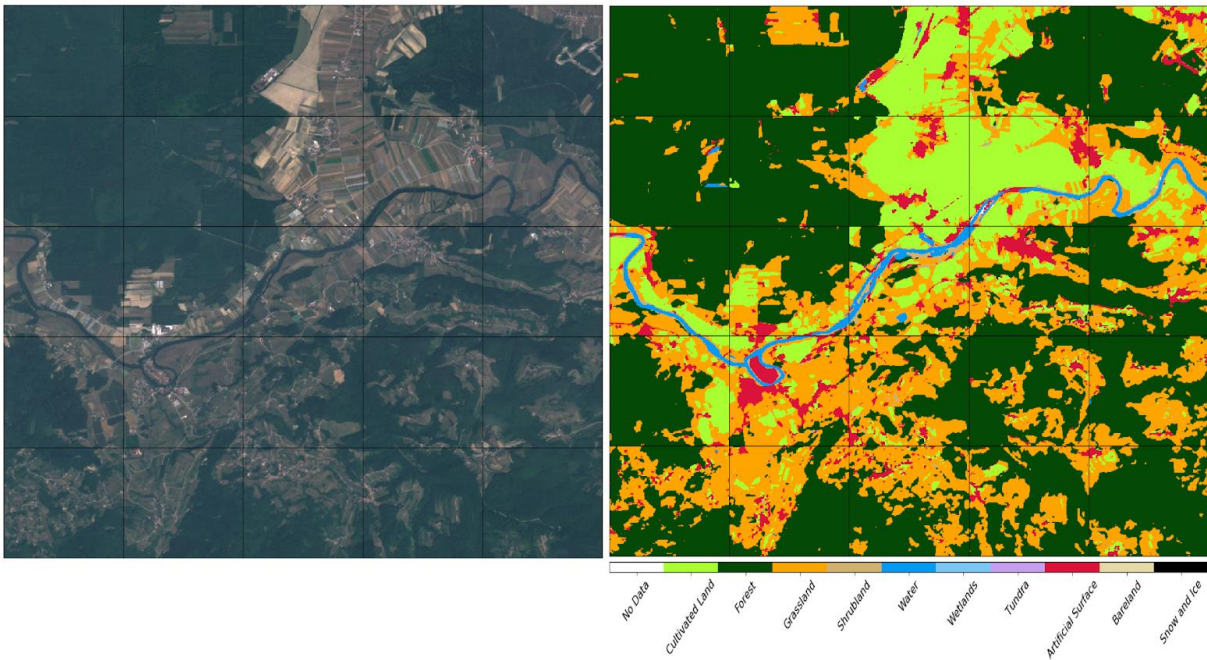 No Data
Cultivated Land
Forest
Grassland
Shrubland
Water
Wetlands
Tundra
Artificial Surface
Bareland
Snow and Ice